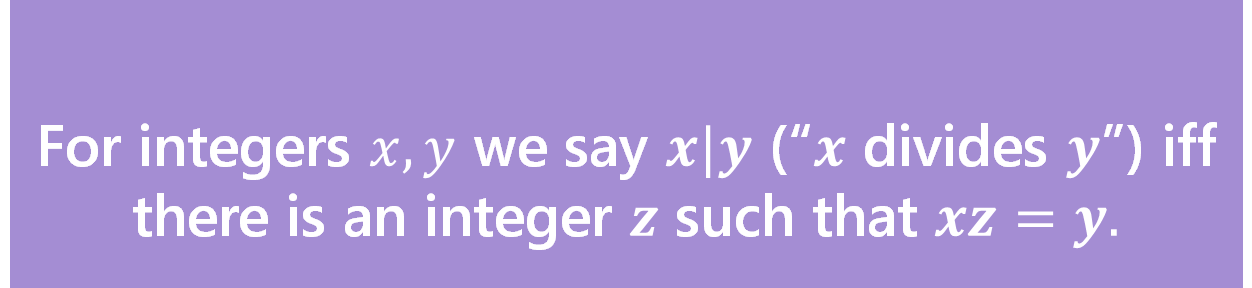 For integers x, y we say x|y (“x divides y”) iff
there is an integer z such that xz = y.